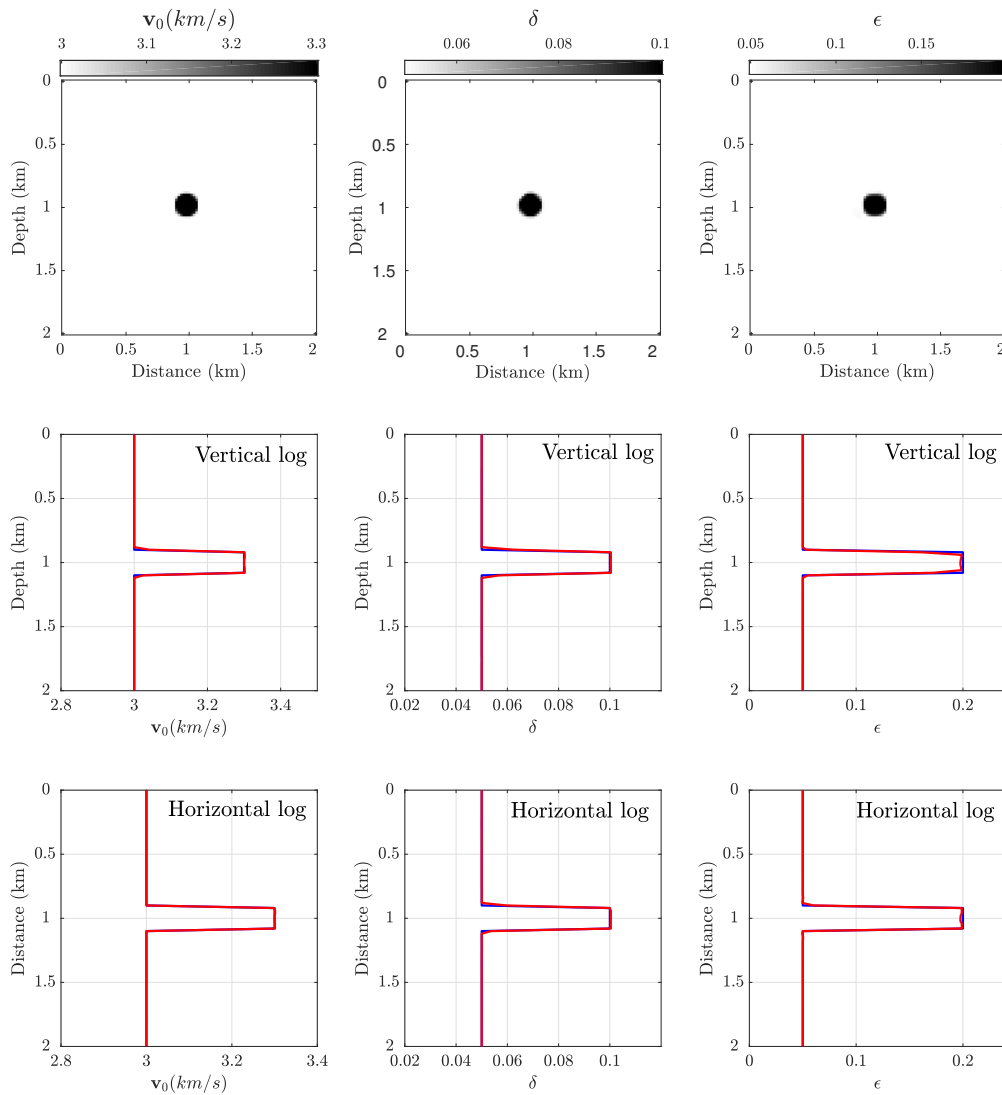 v₀(km/s) δ ϵ
3 3.1 3.2 3.3 0.06 0.08 0.1 0.05 0.1 0.15
0
0.5
1
1.5
2
Depth (km)
0 0.5 1 1.5 2
Distance (km)
0
0.5
1
1.5
2
Depth (km)
0 0.5 1 1.5 2
Distance (km)
0
0.5
1
1.5
2
Depth (km)
0 0.5 1 1.5 2
Distance (km)
Vertical log
0
0.5
1
1.5
2
Depth (km)
2.8 3 3.2 3.4
v₀(km/s)
Vertical log
0
0.5
1
1.5
2
Depth (km)
0.02 0.04 0.06 0.08 0.1
δ
Vertical log
0
0.5
1
1.5
2
Depth (km)
0 0.1 0.2
ϵ
Horizontal log
0
0.5
1
1.5
2
Distance (km)
2.8 3 3.2 3.4
v₀(km/s)
Horizontal log
0
0.5
1
1.5
2
Distance (km)
0.02 0.04 0.06 0.08 0.1
δ
Horizontal log
0
0.5
1
1.5
2
Distance (km)
0 0.1 0.2
ϵ